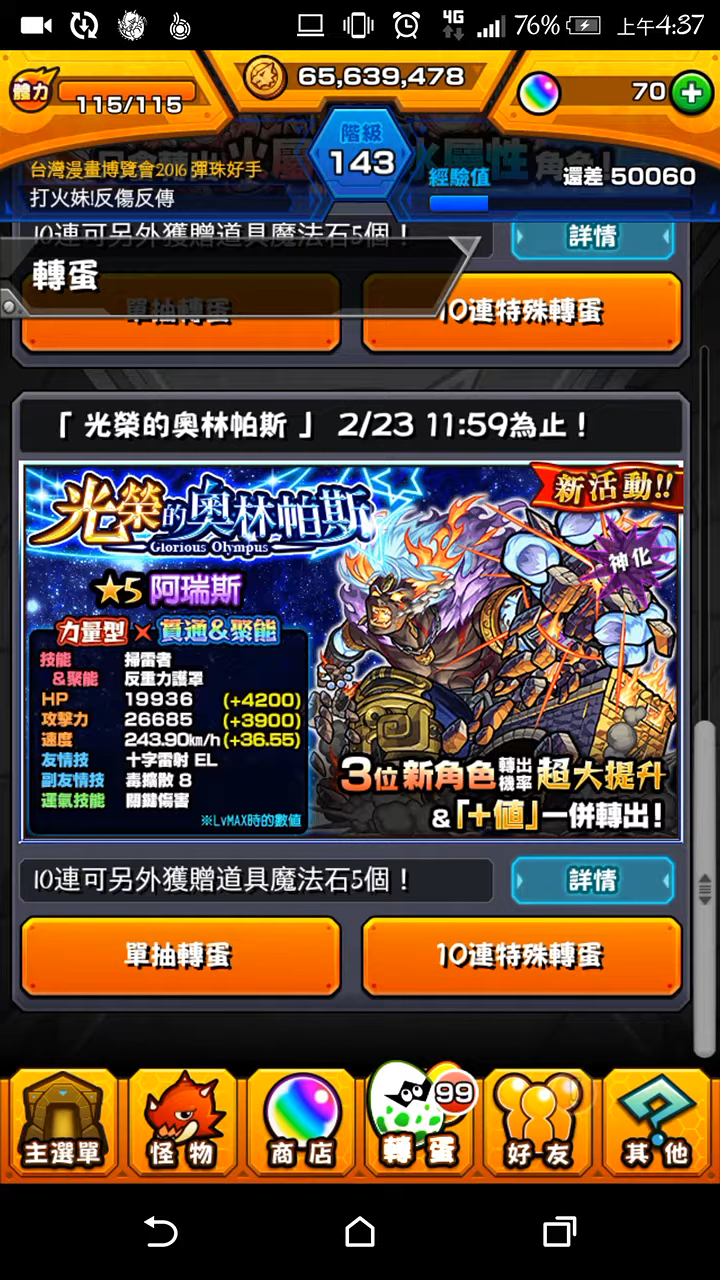 4G 76% 上午4:37
體力
115/115
65,639,478
70
階級
143
台灣漫畫博覽會2016 彈珠好手
打火妹!反傷反傳
經驗值
還差 50060
10連可另外獲贈道具魔法石5個！
詳情
轉蛋
單抽轉蛋
10連特殊轉蛋
「 光榮的奧林帕斯 」 2/23 11:59為止！
新活動!!
光榮的奧林帕斯
Glorious Olympus
神化
★5 阿瑞斯
力量型×貫通&聚能
技能 掃雷者
&聚能 反重力護罩
HP 19936 (+4200)
攻擊力 26685 (+3900)
速度 243.90km/h (+36.55)
友情技 十字雷射 EL
副友情技 毒擴散 8
運氣技能 關鍵傷害
※LvMAX時的數值
3位新角色轉出機率超大提升
&「+值」一併轉出！
10連可另外獲贈道具魔法石5個！
詳情
單抽轉蛋
10連特殊轉蛋
99
主選單
怪物
商店
轉蛋
好友
其他